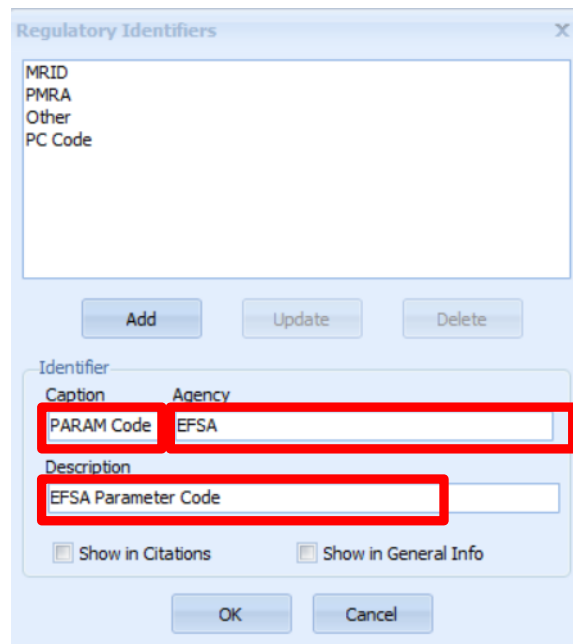 Regulatory Identifiers X
MRID
PMRA
Other
PC Code
Add Update Delete
Identifier
Caption Agency
PARAM Code EFSA
Description
EFSA Parameter Code
Show in Citations Show in General Info
OK Cancel